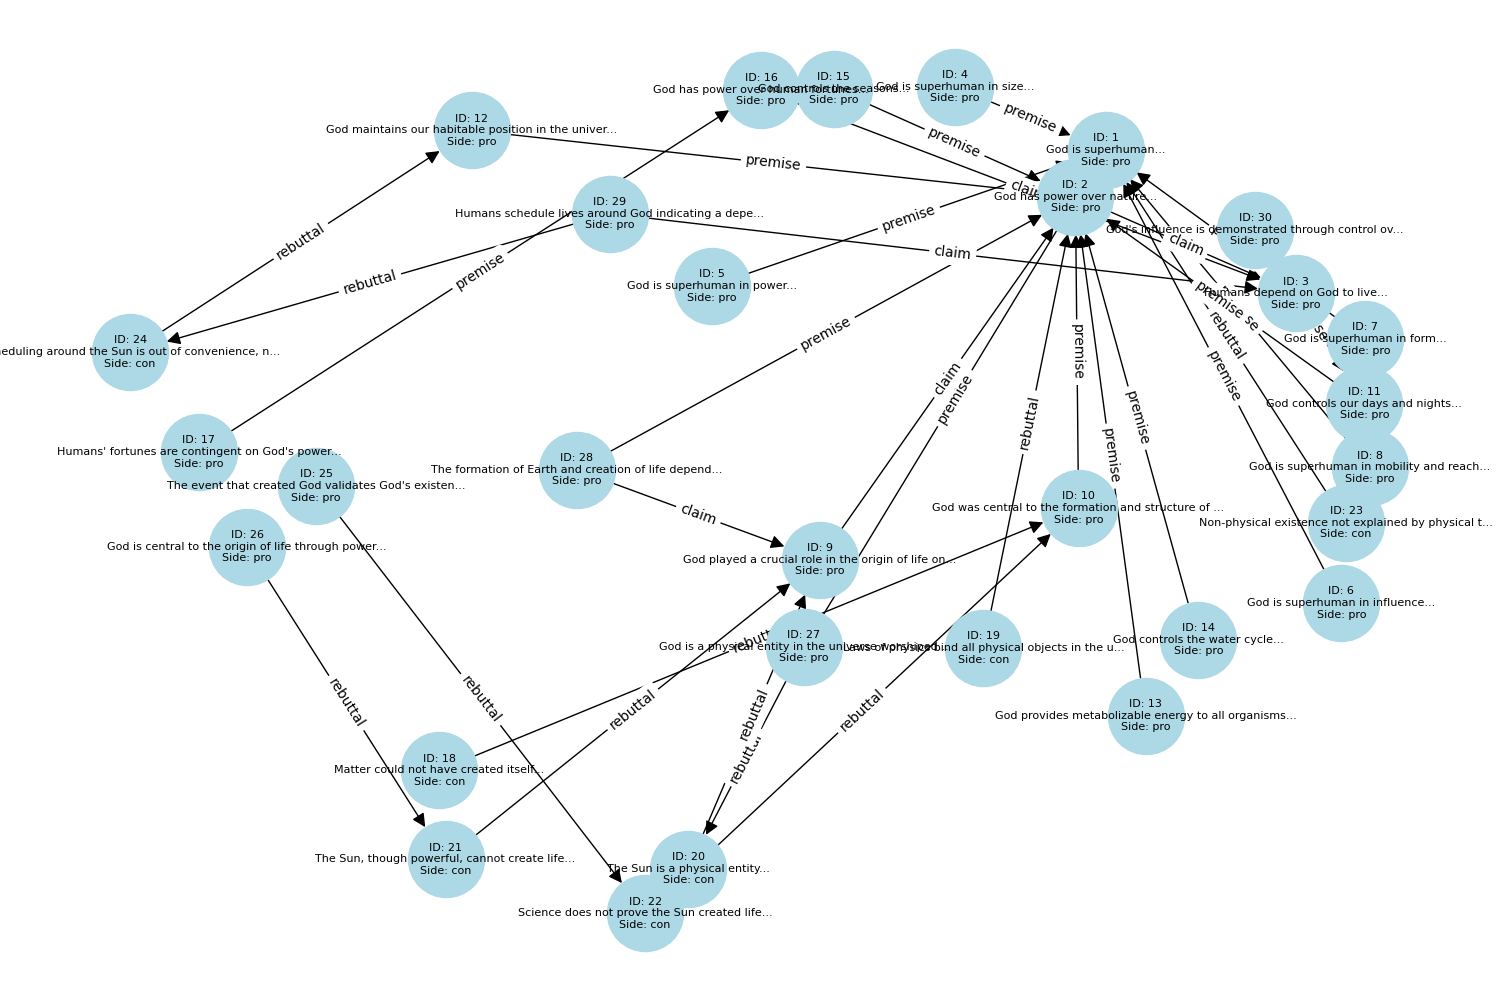 ID: 16
God has power over human fortunes...
Side: pro
ID: 15
God controls the seasons...
Side: pro
ID: 4
God is superhuman in size...
Side: pro
ID: 12
God maintains our habitable position in the univer...
Side: pro
premise
premise
ID: 1
God is superhuman...
Side: pro
premise
claim
ID: 2
God has power over nature...
Side: pro
ID: 29
Humans schedule lives around God indicating a depe...
Side: pro
premise
ID: 30
God's influence is demonstrated through control ov...
Side: pro
rebuttal
claim
claim
premise
rebuttal
ID: 5
God is superhuman in power...
Side: pro
ID: 3
Humans depend on God to live...
Side: pro
premise
se
ID: 24
heduling around the Sun is out of convenience, n...
Side: con
premise
rebuttal
se
ID: 7
God is superhuman in form...
Side: pro
premise
claim
premise
premise
ID: 11
God controls our days and nights...
Side: pro
rebuttal
premise
premise
ID: 17
Humans' fortunes are contingent on God's power...
Side: pro
ID: 25
The event that created God validates God's existen...
Side: pro
ID: 28
The formation of Earth and creation of life depend...
Side: pro
ID: 8
God is superhuman in mobility and reach...
Side: pro
claim
ID: 10
God was central to the formation and structure of ...
Side: pro
ID: 23
Non-physical existence not explained by physical t...
Side: con
ID: 26
God is central to the origin of life through power...
Side: pro
ID: 9
God played a crucial role in the origin of life on...
Side: pro
ID: 6
God is superhuman in influence...
Side: pro
rebutt
ID: 27
God is a physical entity in the universe worshiped...
Side: pro
ID: 19
Laws of physics bind all physical objects in the u...
Side: con
ID: 14
God controls the water cycle...
Side: pro
rebuttal
rebuttal
rebuttal
rebuttal
rebuttal
rebutt
ID: 13
God provides metabolizable energy to all organisms...
Side: pro
ID: 18
Matter could not have created itself...
Side: con
ID: 21
The Sun, though powerful, cannot create life...
Side: con
ID: 20
The Sun is a physical entity...
Side: con
ID: 22
Science does not prove the Sun created life...
Side: con